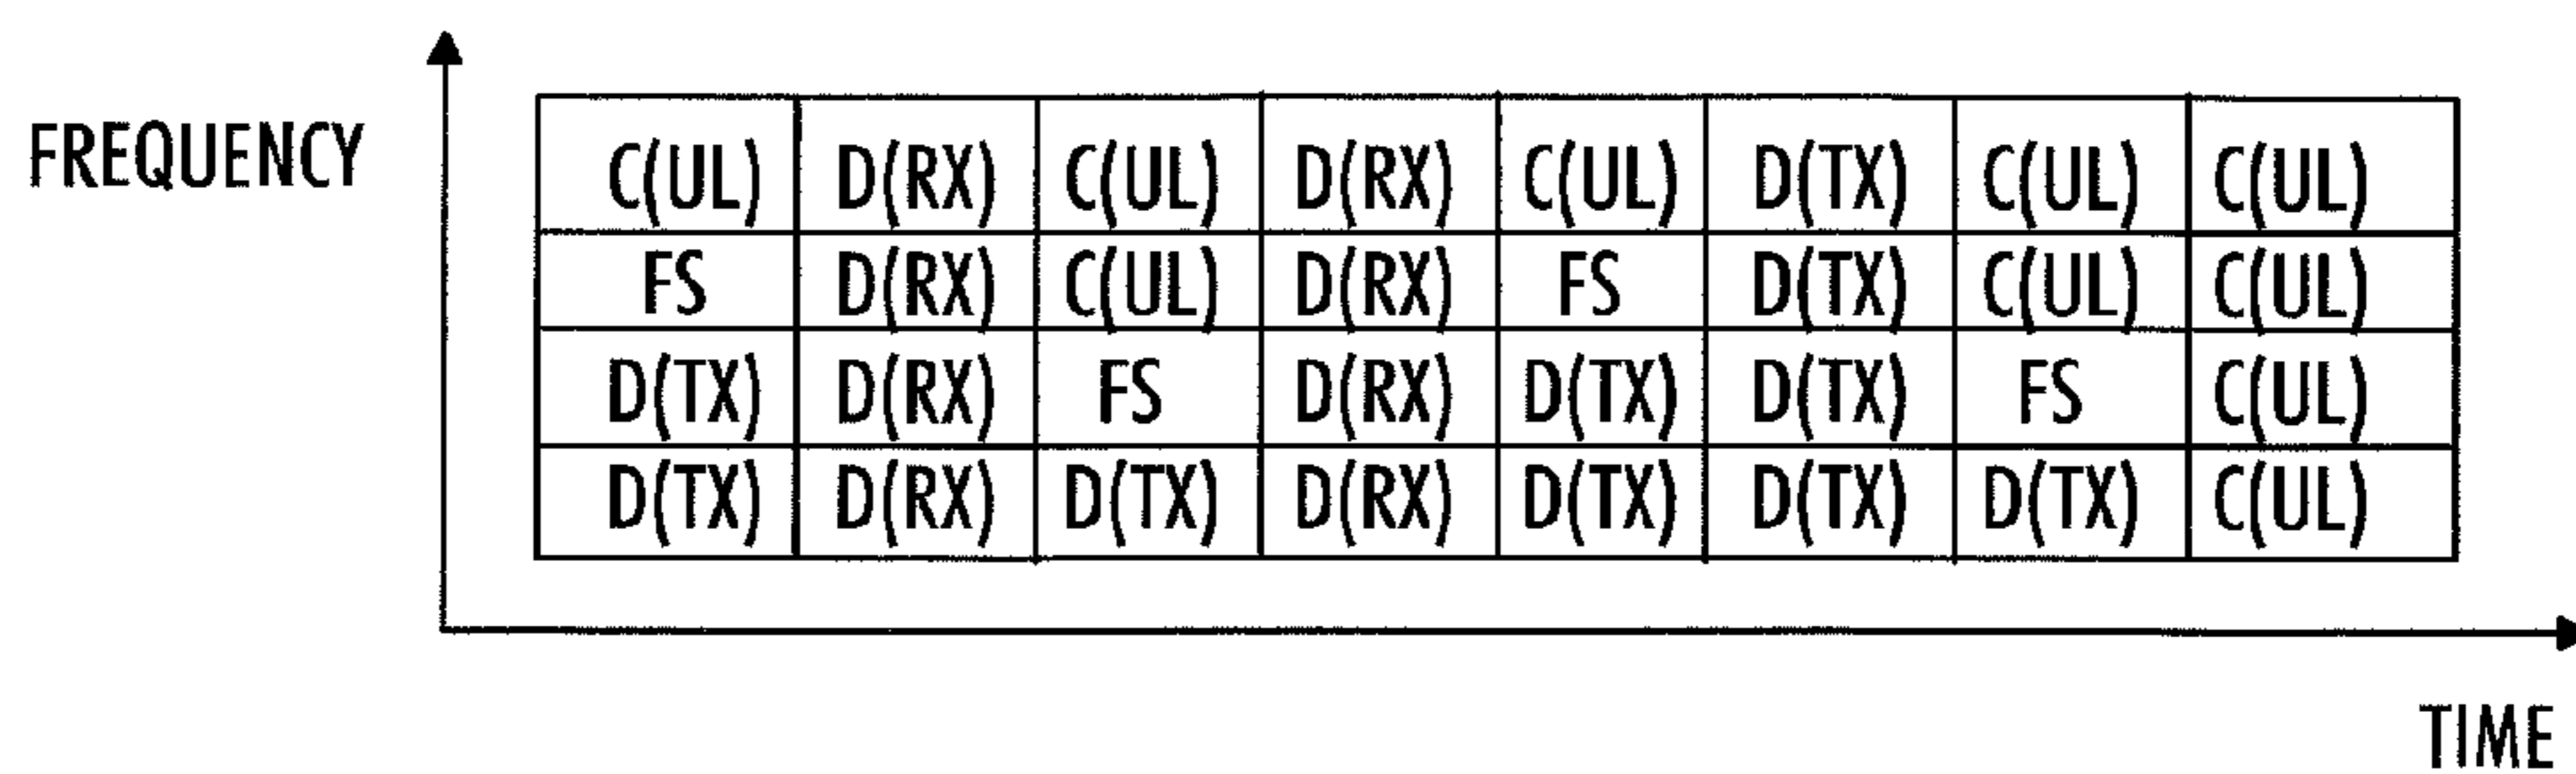 FREQUENCY
C(UL) D(RX) C(UL) D(RX) C(UL) D(TX) C(UL) C(UL)
FS D(RX) C(UL) D(RX) FS D(TX) C(UL) C(UL)
D(TX) D(RX) FS D(RX) D(TX) D(TX) FS C(UL)
D(TX) D(RX) D(TX) D(RX) D(TX) D(TX) D(TX) C(UL)
TIME